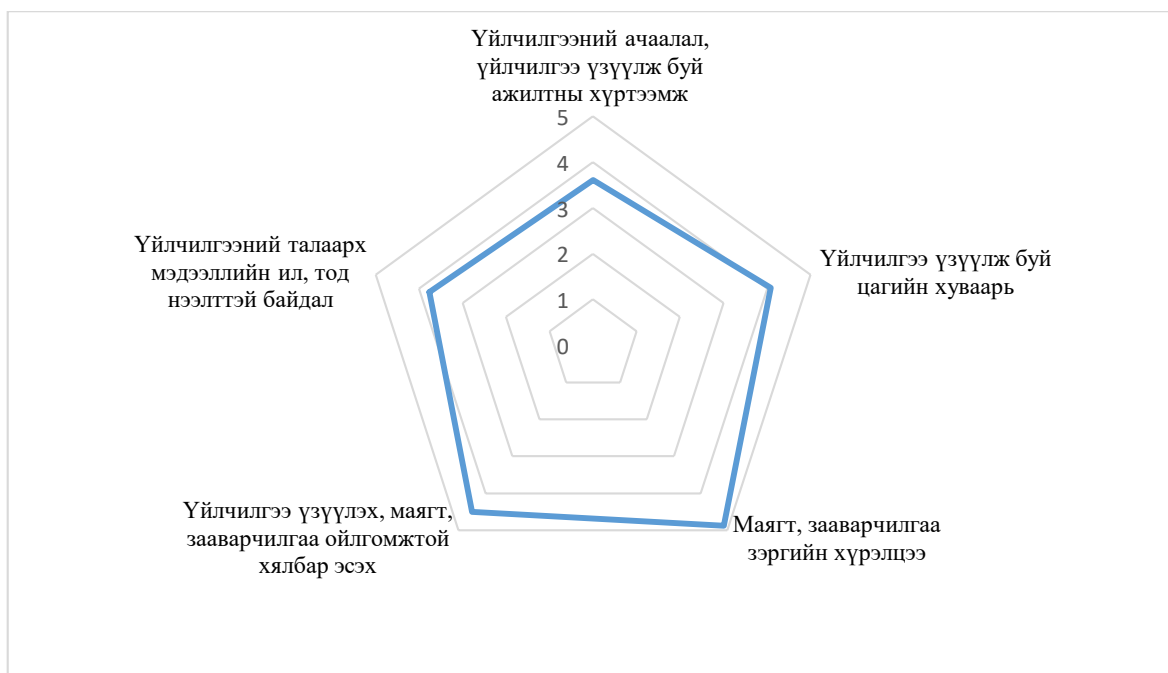 Үйлчилгээний ачаалал,
үйлчилгээ үзүүлж буй
ажилтны хүртээмж
5
4
3
2
1
0
Үйлчилгээ үзүүлж буй
цагийн хуваарь
Маягт, зааварчилгаа
зэргийн хүрэлцээ
Үйлчилгээ үзүүлэх, маягт,
зааварчилгаа ойлгомжтой
хялбар эсэх
Үйлчилгээний талаарх
мэдээллийн ил, тод
нээлттэй байдал